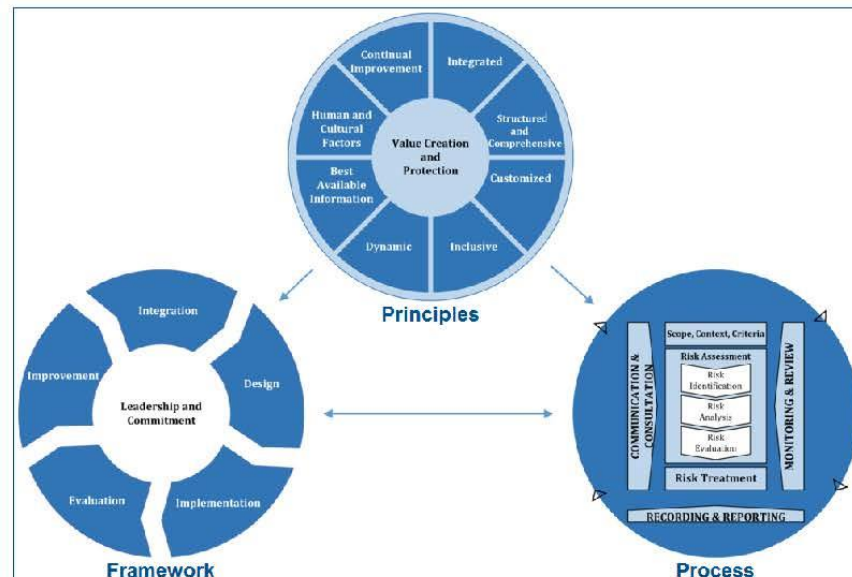 Continual
Improvement
Integrated
Human and
Cultural
Factors
Structured
and
Comprehensive
Value Creation
and
Protection
Best
Available
Information
Customized
Dynamic
Inclusive
Principles
Integration
Improvement
Design
Leadership and
Commitment
Evaluation
Implementation
Framework
Scope, Context, Criteria
Risk Assessment
Risk
Identification
Risk
Analysis
Risk
Evaluation
Risk Treatment
COMMUNICATION &
CONSULTATION
MONITORING & REVIEW
RECORDING & REPORTING
Process